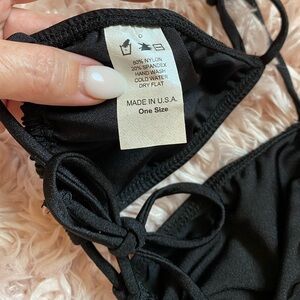 80% NYLON
20% SPANDEX
HAND WASH
COLD WATER
DRY FLAT
MADE IN U.S.A.
One Size